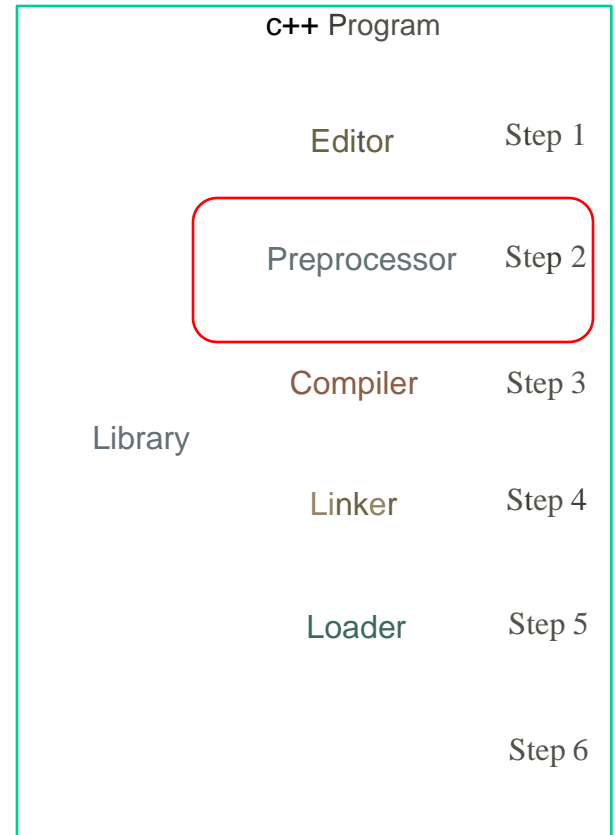 c++ Program
Editor Step 1
Preprocessor Step 2
Compiler Step 3
Library
Linker Step 4
Loader Step 5
Step 6